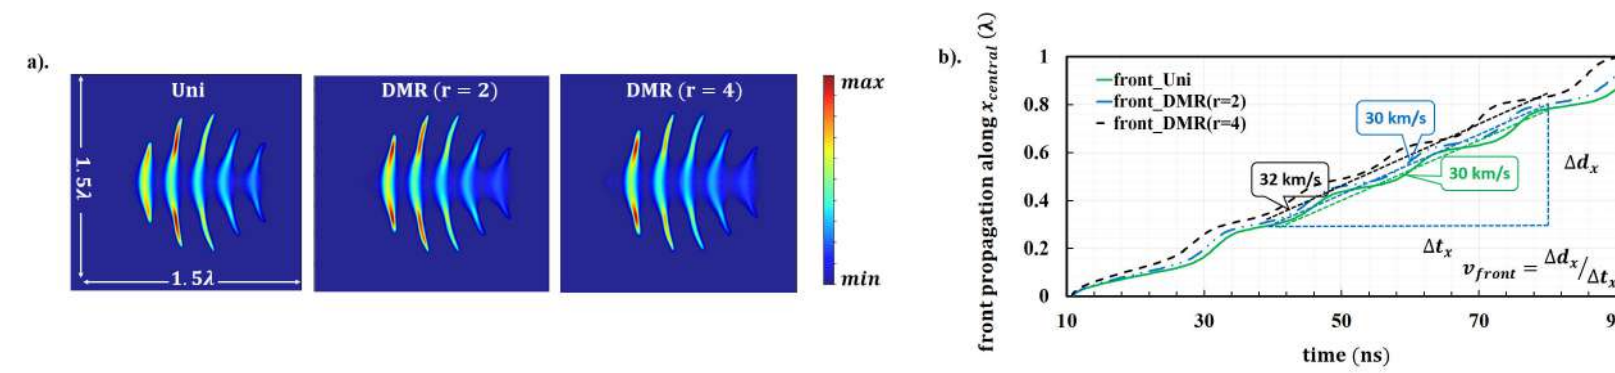 a).
Uni
DMR (r = 2)
DMR (r = 4)
1.5λ
1.5λ
max
min
b).
front propagation along x_central (λ)
1
0.8
0.6
0.4
0.2
0
front_Uni
front_DMR(r=2)
front_DMR(r=4)
30 km/s
32 km/s
30 km/s
Δd_x
Δt_x
v_front = Δd_x/Δt_x
10
30
50
70
time (ns)